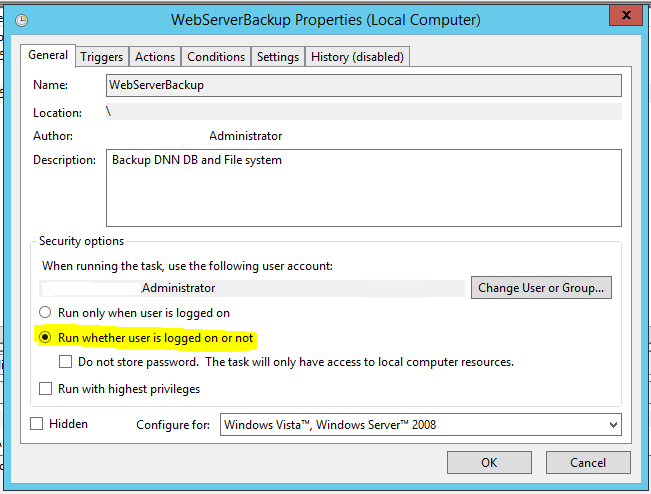 WebServerBackup Properties (Local Computer)
General Triggers Actions Conditions Settings History (disabled)
Name: WebServerBackup
Location: \
Author: Administrator
Description: Backup DNN DB and File system
Security options
When running the task, use the following user account:
Administrator Change User or Group...
Run only when user is logged on
Run whether user is logged on or not
Do not store password. The task will only have access to local computer resources.
Run with highest privileges
Hidden Configure for: Windows Vista™, Windows Server™ 2008
OK Cancel